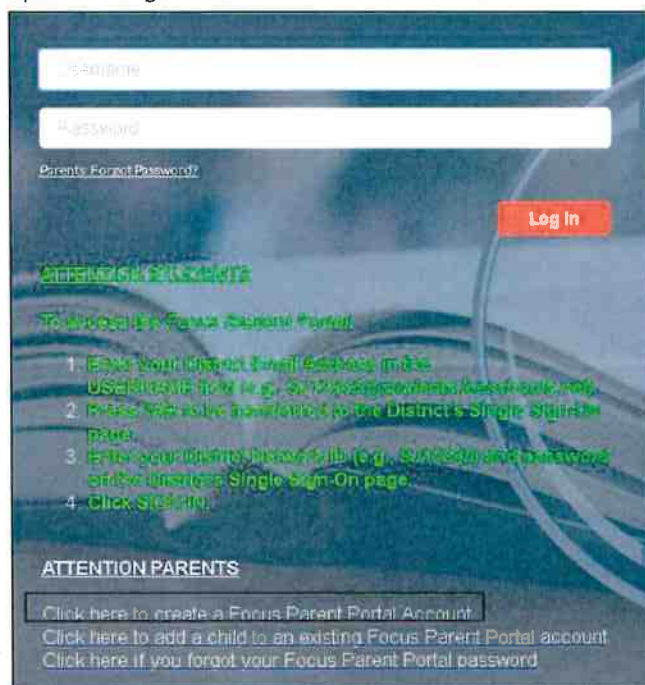 Username
Password
Parents: Forgot Password?
Log In
ATTENTION STUDENTS
To access the Focus Student Portal
1. Enter your District Email Address in the
USERNAME field (e.g.
2. Press TAB to be transferred to the District's Single Sign-On
page.
3. Enter your District Network ID (e.g., and password
on the District's Single Sign-On page.
4. Click SIGN IN.
ATTENTION PARENTS
Click here to create a Focus Parent Portal Account
Click here to add a child to an existing Focus Parent Portal account
Click here if you forgot your Focus Parent Portal password